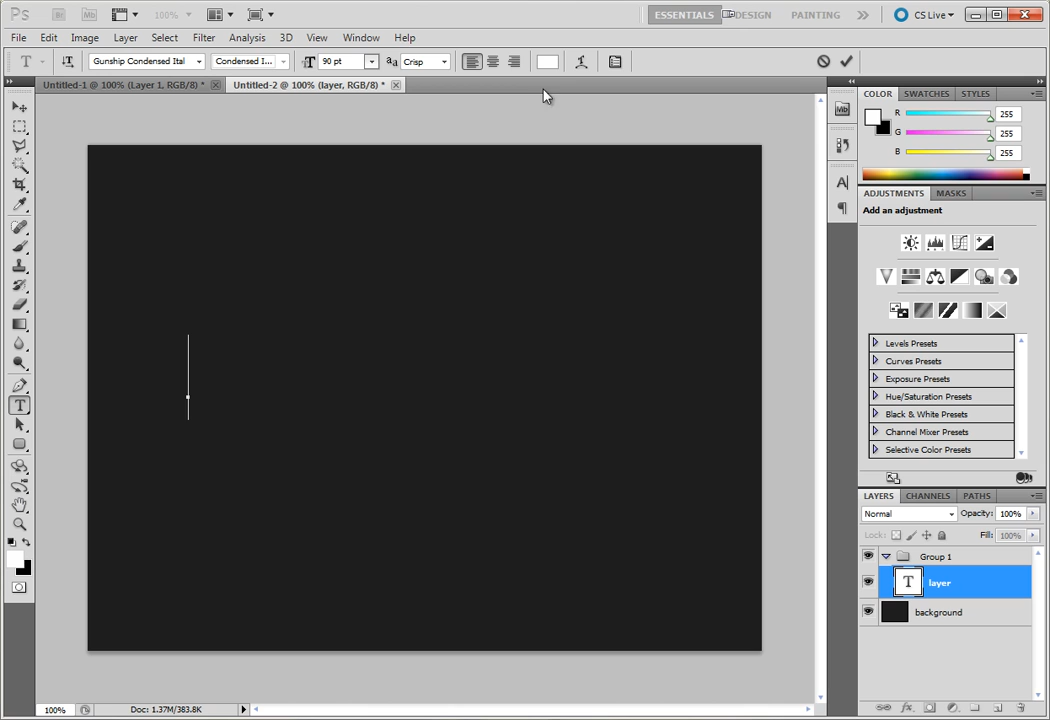 Ps Br Mb 100% ESSENTIALS DESIGN PAINTING CS Live
File Edit Image Layer Select Filter Analysis 3D View Window Help
T T Gunship Condensed Ital Condensed I... T 90 pt aa Crisp
Untitled-1 @ 100% (Layer 1, RGB/8) * Untitled-2 @ 100% (layer, RGB/8) *
COLOR SWATCHES STYLES
Mb
R 255
G 255
B 255
A
ADJUSTMENTS MASKS
Add an adjustment
Levels Presets
Curves Presets
Exposure Presets
Hue/Saturation Presets
Black & White Presets
Channel Mixer Presets
Selective Color Presets
T
LAYERS CHANNELS PATHS
Normal Opacity: 100%
Lock: Fill: 100%
Group 1
T layer
background
100% Doc: 1.37M/383.8K
fx